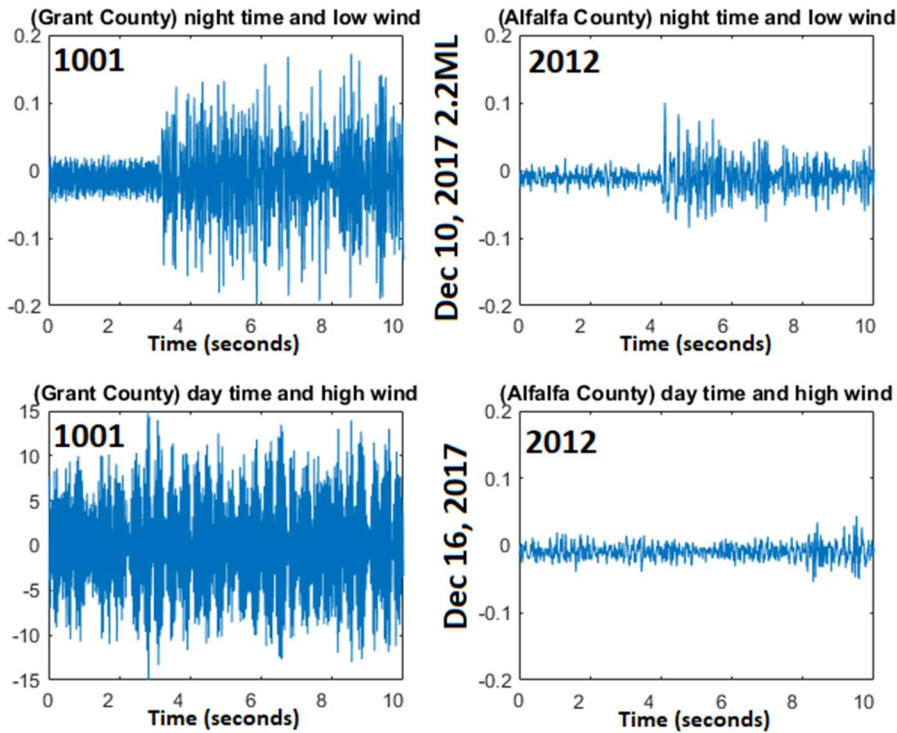 (Grant County) night time and low wind
0.2
0.1
0
-0.1
-0.2
1001
0 2 4 6 8 10
Time (seconds)
Dec 10, 2017 2.2ML
(Alfalfa County) night time and low wind
0.2
0.1
0
-0.1
-0.2
2012
0 2 4 6 8 10
Time (seconds)
(Grant County) day time and high wind
15
10
5
0
-5
-10
-15
1001
0 2 4 6 8 10
Time (seconds)
Dec 16, 2017
(Alfalfa County) day time and high wind
0.2
0.1
0
-0.1
-0.2
2012
0 2 4 6 8 10
Time (seconds)